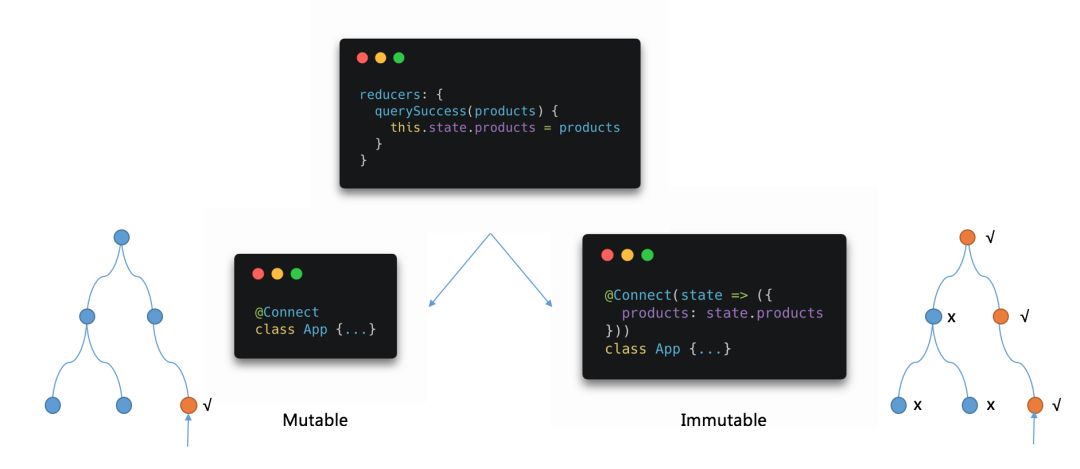 reducers: {
  querySuccess(products) {
    this.state.products = products
  }
}
@Connect
class App {...}
@Connect(state => ({
  products: state.products
}))
class App {...}
√
√
x
√
x
x
√
Mutable
Immutable